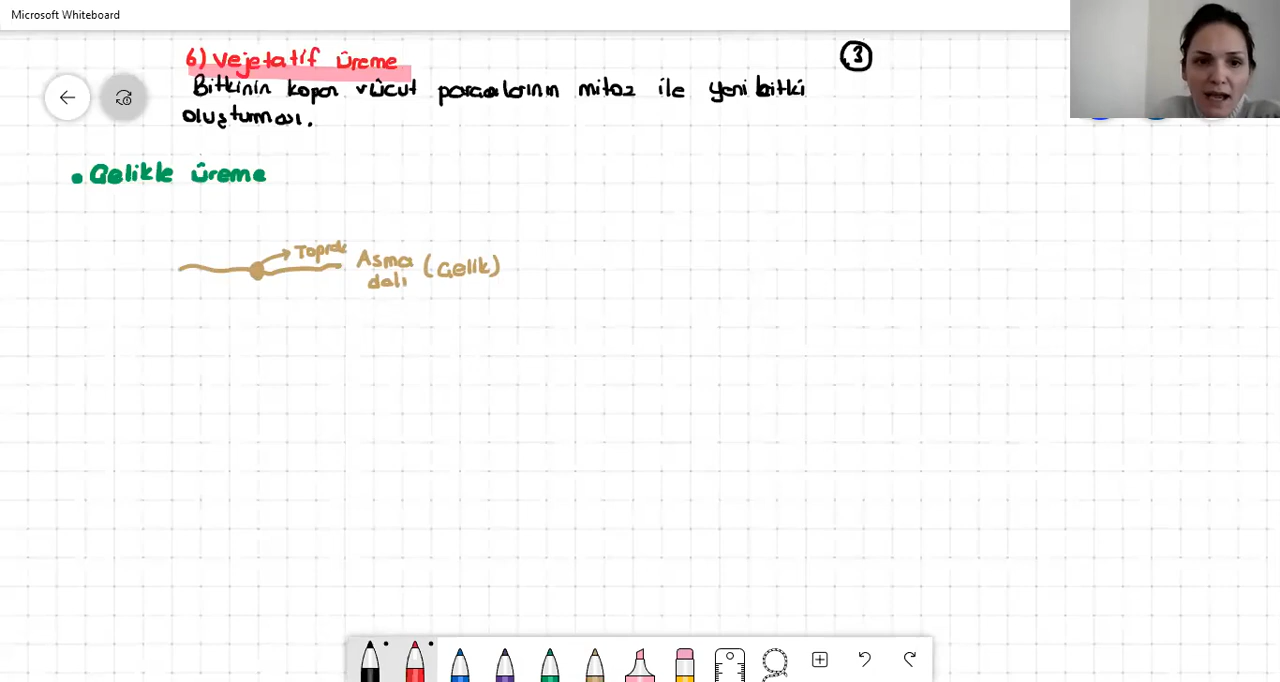 Microsoft Whiteboard
6) Vejetatif üreme
3
Bitkinin kopan vücut parçalarının mitoz ile yeni bitki
oluşturması.
• Çelikle üreme
Toprak
Asma (Çelik)
dalı